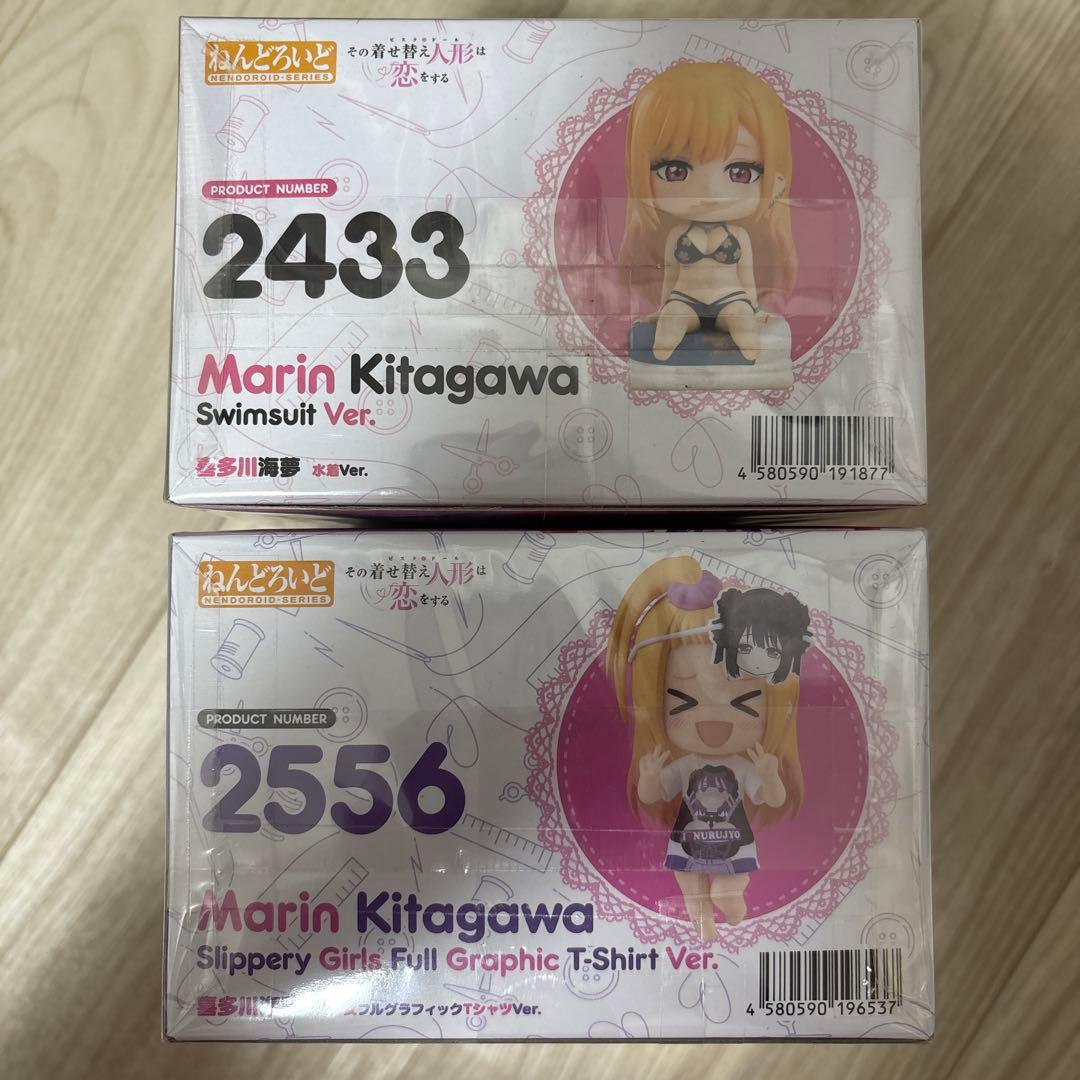 ねんどろいど
NENDOROID・SERIES
ビスク・ドール
その着せ替え人形は
恋をする
PRODUCT NUMBER
2433
Marin Kitagawa
Swimsuit Ver.
喜多川海夢 水着Ver.
4 580590 191877
ねんどろいど
NENDOROID・SERIES
ビスク・ドール
その着せ替え人形は
恋をする
PRODUCT NUMBER
2556
NURUJYO
Marin Kitagawa
Slippery Girls Full Graphic T-Shirt Ver.
喜多川 フルグラフィックTシャツVer.
4 580590 196537